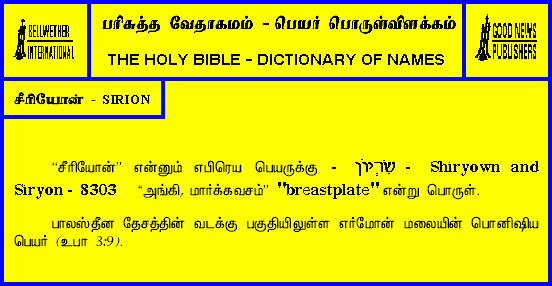 BELLWETHER
INTERNATIONAL
பரிசுத்த வேதாகமம் - பெயர் பொருள்விளக்கம்
THE HOLY BIBLE - DICTIONARY OF NAMES
GOOD NEWS
PUBLISHERS
சீரியோன் - SIRION
“சீரியோன்” என்னும் எபிரெய பெயருக்கு - שִׂרְיוֹן - Shiryown and
Siryon - 8303 “அங்கி, மார்க்கவசம்” "breastplate" என்று பொருள்.
பாலஸ்தீன தேசத்தின் வடக்கு பகுதியிலுள்ள எர்மோன் மலையின் பொனிஷிய
பெயர் (உபா 3:9).